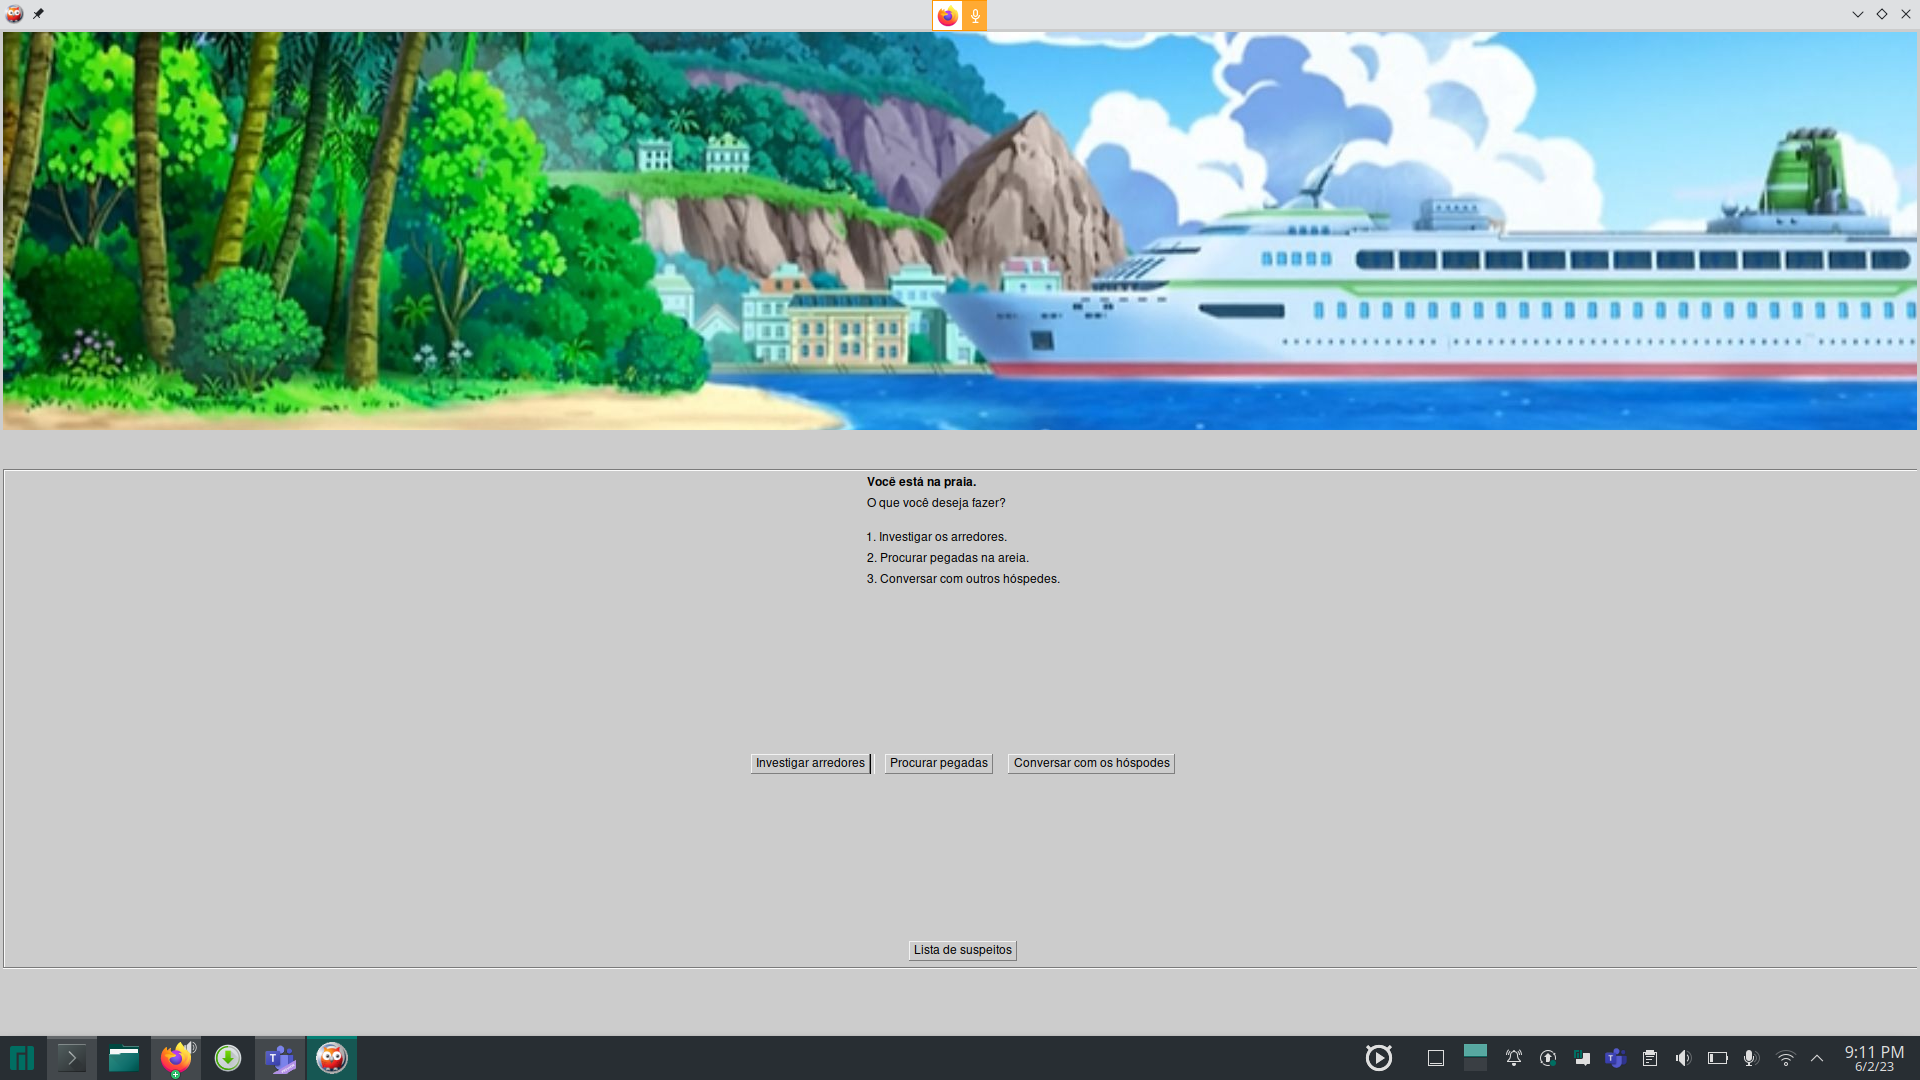 Você está na praia.
O que você deseja fazer?
1. Investigar os arredores.
2. Procurar pegadas na areia.
3. Conversar com outros hóspedes.
Investigar arredores Procurar pegadas Conversar com os hóspodes
Lista de suspeitos
9:11 PM
6/2/23